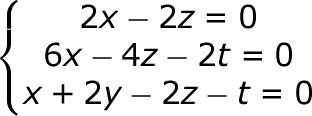 2x − 2z = 0
6x − 4z − 2t = 0
x + 2y − 2z − t = 0